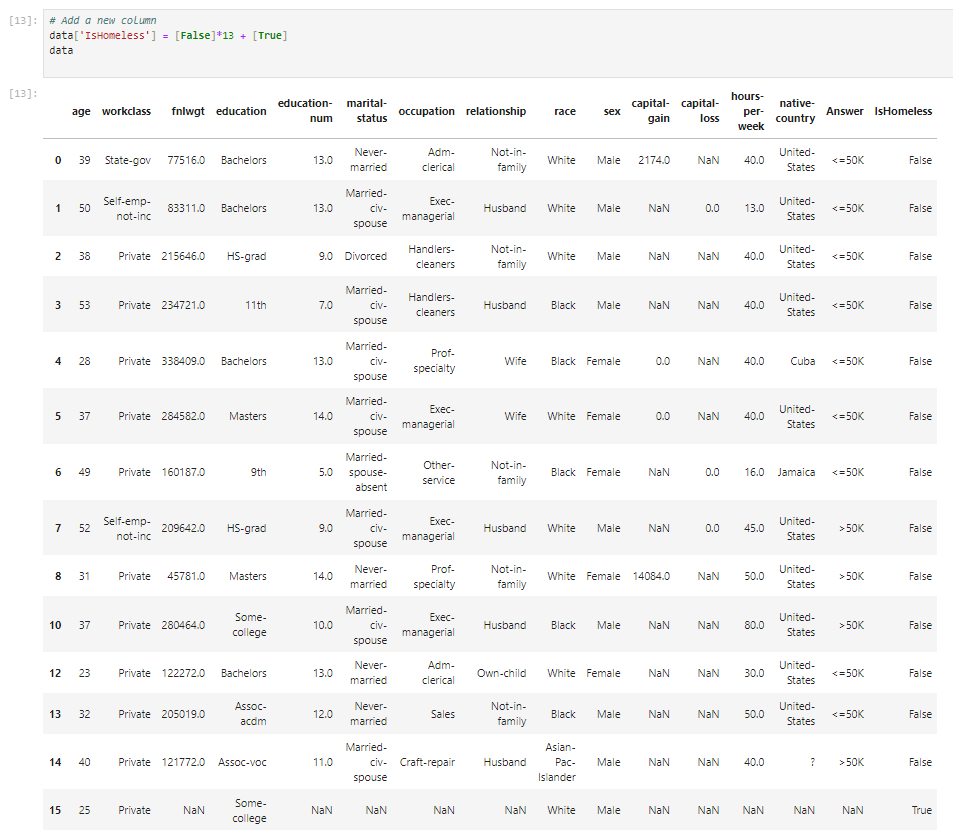 [13]: # Add a new column
data['IsHomeless'] = [False]*13 + [True]
data
[13]:
age workclass fnlwgt education education-num marital-status occupation relationship race sex capital-gain capital-loss hours-per-week native-country Answer IsHomeless
0 39 State-gov 77516.0 Bachelors 13.0 Never-married Adm-clerical Not-in-family White Male 2174.0 NaN 40.0 United-States <=50K False
1 50 Self-emp-not-inc 83311.0 Bachelors 13.0 Married-civ-spouse Exec-managerial Husband White Male NaN 0.0 13.0 United-States <=50K False
2 38 Private 215646.0 HS-grad 9.0 Divorced Handlers-cleaners Not-in-family White Male NaN NaN 40.0 United-States <=50K False
3 53 Private 234721.0 11th 7.0 Married-civ-spouse Handlers-cleaners Husband Black Male NaN NaN 40.0 United-States <=50K False
4 28 Private 338409.0 Bachelors 13.0 Married-civ-spouse Prof-specialty Wife Black Female 0.0 NaN 40.0 Cuba <=50K False
5 37 Private 284582.0 Masters 14.0 Married-civ-spouse Exec-managerial Wife White Female 0.0 NaN 40.0 United-States <=50K False
6 49 Private 160187.0 9th 5.0 Married-spouse-absent Other-service Not-in-family Black Female NaN 0.0 16.0 Jamaica <=50K False
7 52 Self-emp-not-inc 209642.0 HS-grad 9.0 Married-civ-spouse Exec-managerial Husband White Male NaN 0.0 45.0 United-States >50K False
8 31 Private 45781.0 Masters 14.0 Never-married Prof-specialty Not-in-family White Female 14084.0 NaN 50.0 United-States >50K False
10 37 Private 280464.0 Some-college 10.0 Married-civ-spouse Exec-managerial Husband Black Male NaN NaN 80.0 United-States >50K False
12 23 Private 122272.0 Bachelors 13.0 Never-married Adm-clerical Own-child White Female NaN NaN 30.0 United-States <=50K False
13 32 Private 205019.0 Assoc-acdm 12.0 Never-married Sales Not-in-family Black Male NaN NaN 50.0 United-States <=50K False
14 40 Private 121772.0 Assoc-voc 11.0 Married-civ-spouse Craft-repair Husband Asian-Pac-Islander Male NaN NaN 40.0 ? >50K False
15 25 Private NaN Some-college NaN NaN NaN NaN White Male NaN NaN NaN NaN NaN True